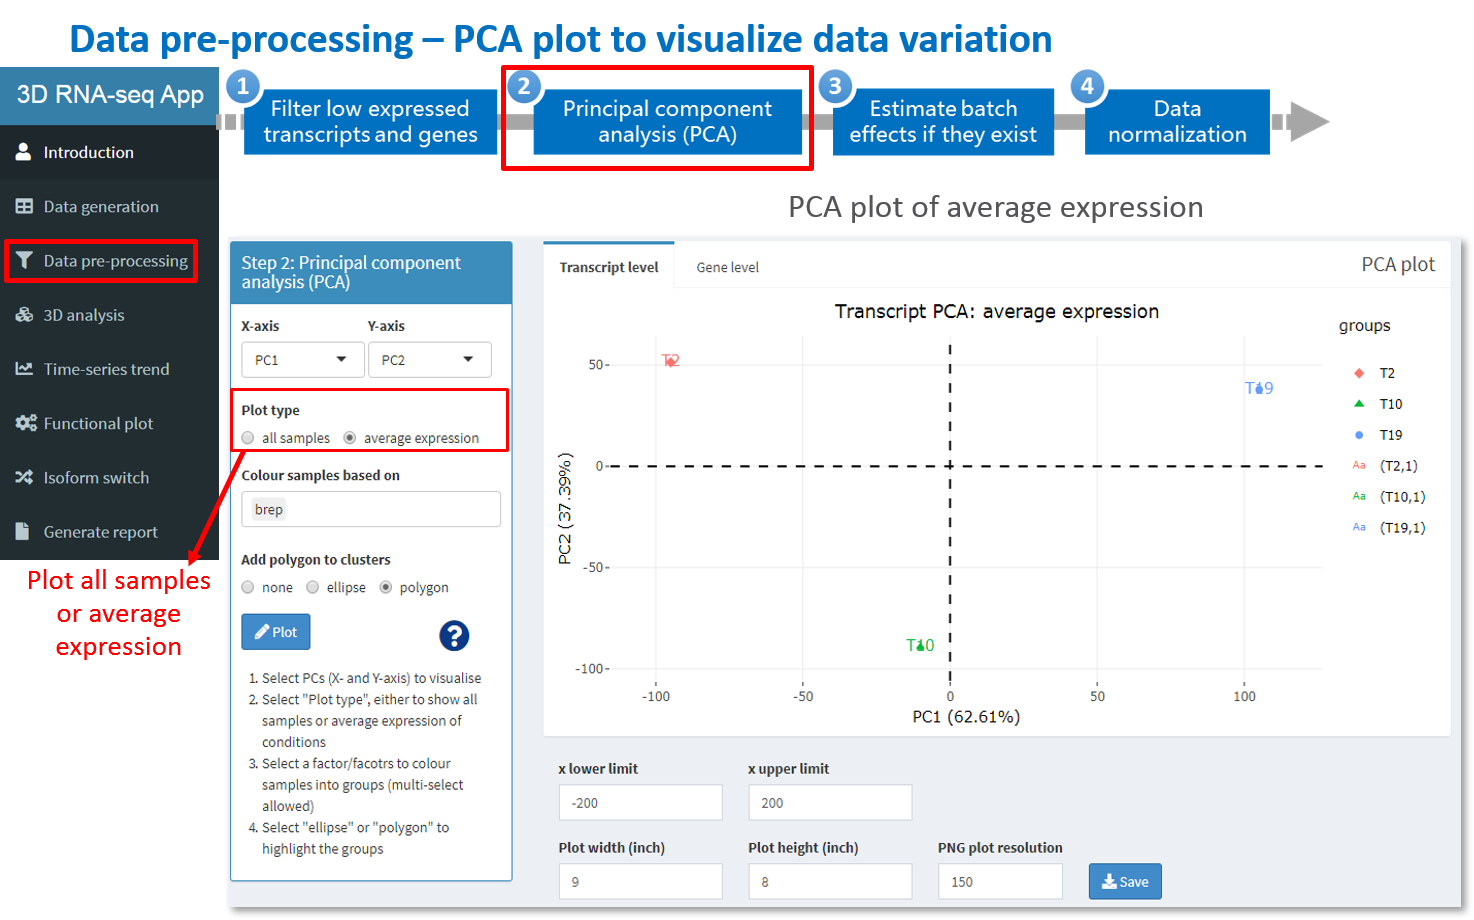 Data pre-processing – PCA plot to visualize data variation
3D RNA-seq App
Introduction
Data generation
Data pre-processing
3D analysis
Time-series trend
Functional plot
Isoform switch
Generate report
1
Filter low expressed
transcripts and genes
2
Principal component
analysis (PCA)
3
Estimate batch
effects if they exist
4
Data
normalization
PCA plot of average expression
Step 2: Principal component
analysis (PCA)
X-axis
Y-axis
PC1
PC2
Plot type
all samples
average expression
Colour samples based on
brep
Add polygon to clusters
none
ellipse
polygon
Plot
?
1. Select PCs (X- and Y-axis) to visualise
2. Select "Plot type", either to show all
samples or average expression of
conditions
3. Select a factor/facotrs to colour
samples into groups (multi-select
allowed)
4. Select "ellipse" or "polygon" to
highlight the groups
Plot all samples
or average
expression
Transcript level
Gene level
PCA plot
Transcript PCA: average expression
groups
T2
T10
T19
Aa (T2,1)
Aa (T10,1)
Aa (T19,1)
T2
T19
T10
50
0
-50
-100
PC2 (37.39%)
-100
-50
0
50
100
PC1 (62.61%)
x lower limit
x upper limit
-200
200
Plot width (inch)
Plot height (inch)
PNG plot resolution
9
8
150
Save